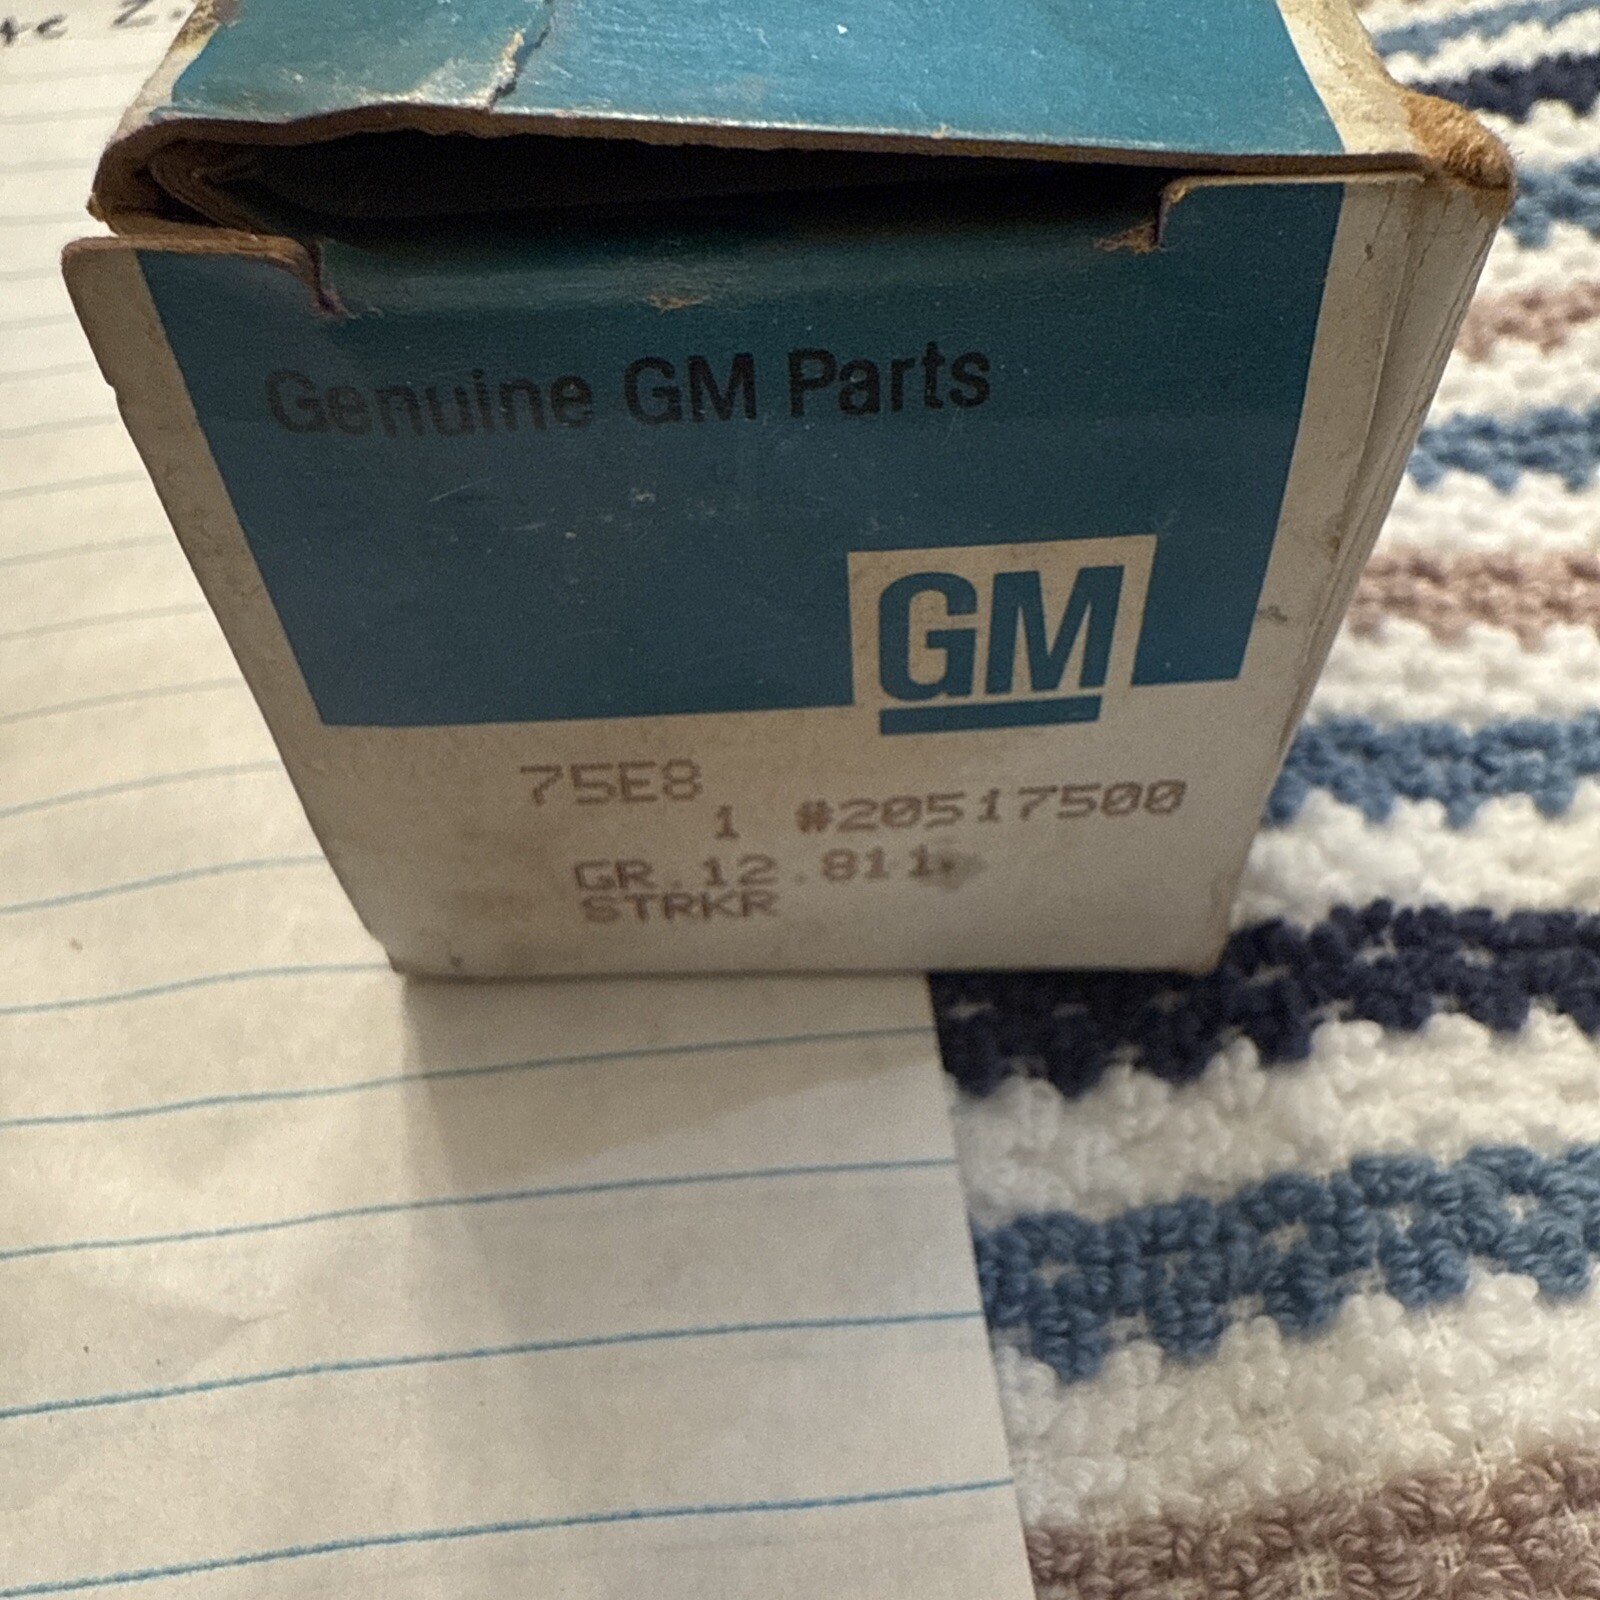 Genuine GM Parts
GM
75E8
1 #20517500
GR.12.811
STRKR